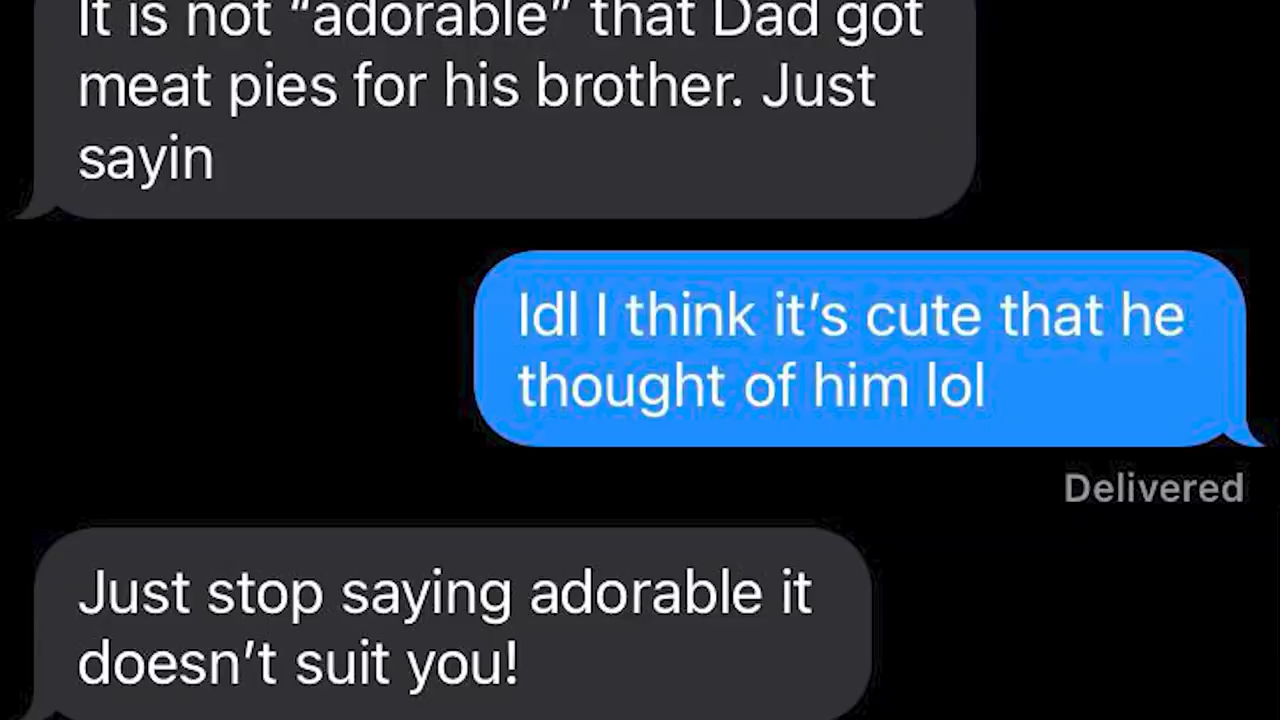 It is not “adorable” that Dad got
meat pies for his brother. Just
sayin
Idl I think it’s cute that he
thought of him lol
Delivered
Just stop saying adorable it
doesn’t suit you!